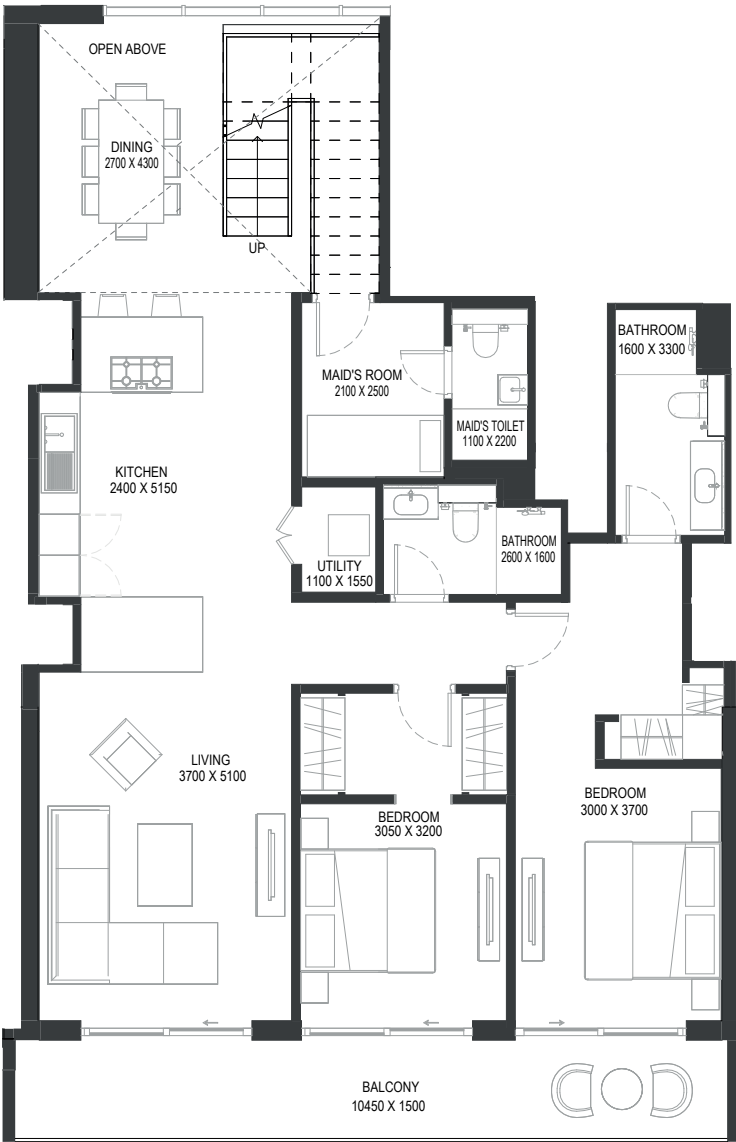 OPEN ABOVE
DINING
2700 X 4300
UP
BATHROOM
1600 X 3300
MAID'S ROOM
2100 X 2500
MAID'S TOILET
1100 X 2200
KITCHEN
2400 X 5150
BATHROOM
2600 X 1600
UTILITY
1100 X 1550
LIVING
3700 X 5100
BEDROOM
3000 X 3700
BEDROOM
3050 X 3200
BALCONY
10450 X 1500